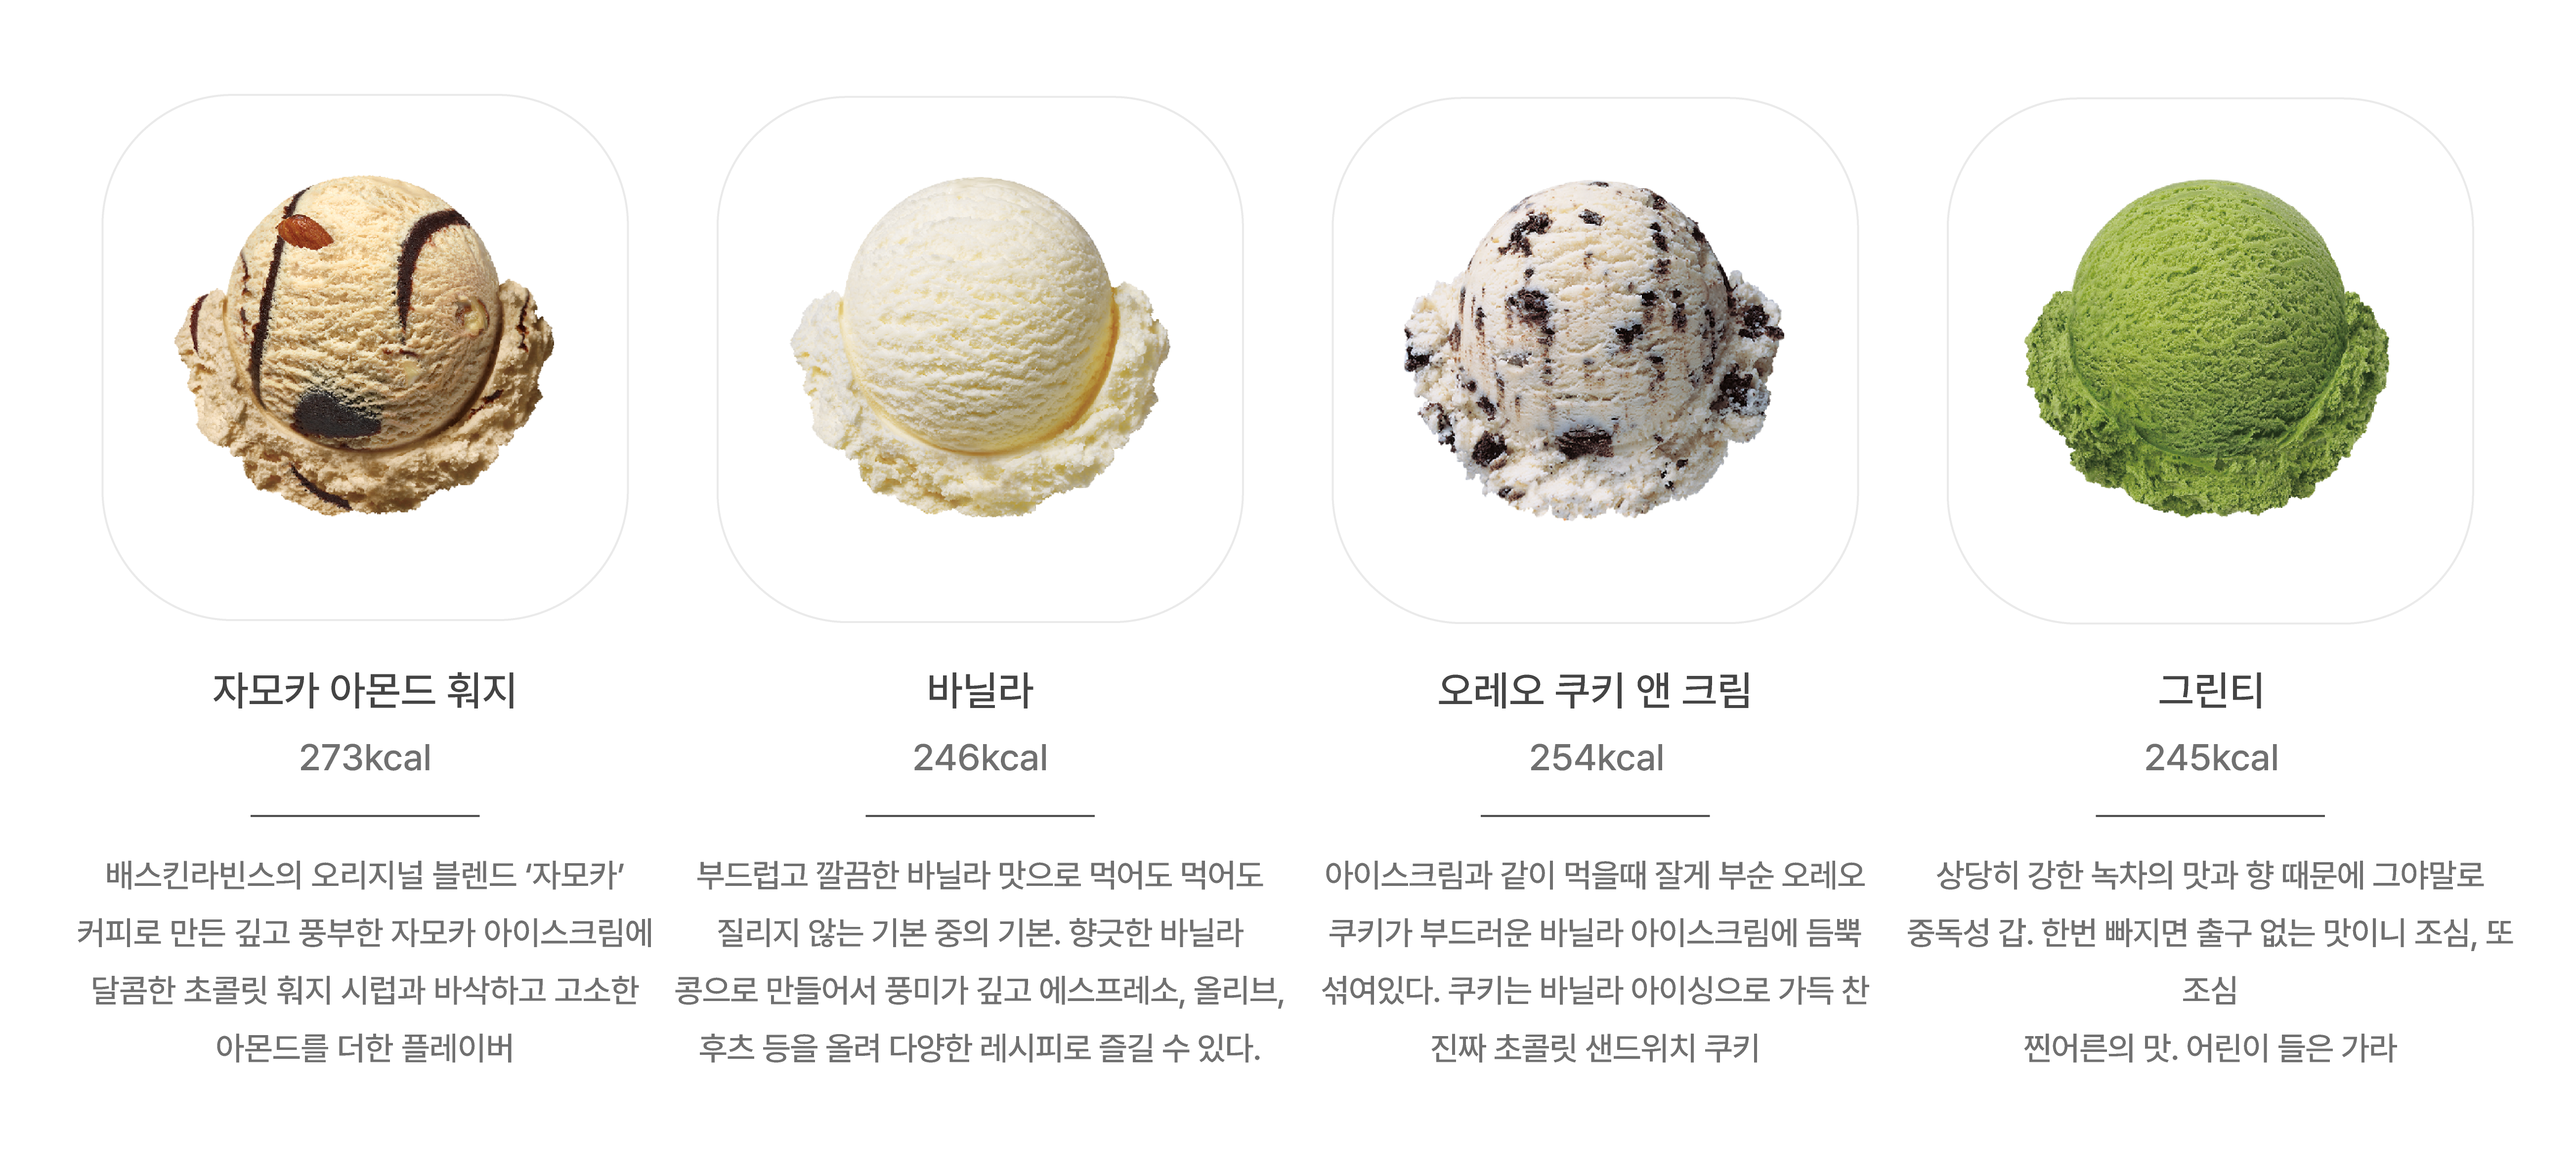 자모카 아몬드 훠지
273kcal
배스킨라빈스의 오리지널 블렌드 ‘자모카’
커피로 만든 깊고 풍부한 자모카 아이스크림에
달콤한 초콜릿 훠지 시럽과 바삭하고 고소한
아몬드를 더한 플레이버
바닐라
246kcal
부드럽고 깔끔한 바닐라 맛으로 먹어도 먹어도
질리지 않는 기본 중의 기본. 향긋한 바닐라
콩으로 만들어서 풍미가 깊고 에스프레소, 올리브,
후츠 등을 올려 다양한 레시피로 즐길 수 있다.
오레오 쿠키 앤 크림
254kcal
아이스크림과 같이 먹을때 잘게 부순 오레오
쿠키가 부드러운 바닐라 아이스크림에 듬뿍
섞여있다. 쿠키는 바닐라 아이싱으로 가득 찬
진짜 초콜릿 샌드위치 쿠키
그린티
245kcal
상당히 강한 녹차의 맛과 향 때문에 그야말로
중독성 갑. 한번 빠지면 출구 없는 맛이니 조심, 또
조심
찐어른의 맛. 어린이 들은 가라